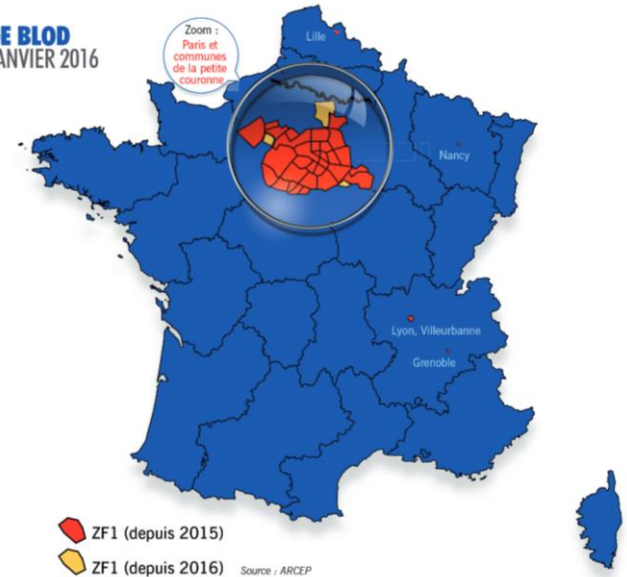 E BLOD
ANVIER 2016
Zoom :
Paris et
communes
de la petite
couronne
Lille
Nancy
Lyon, Villeurbanne
Grenoble
ZF1 (depuis 2015)
ZF1 (depuis 2016)
Source : ARCEP